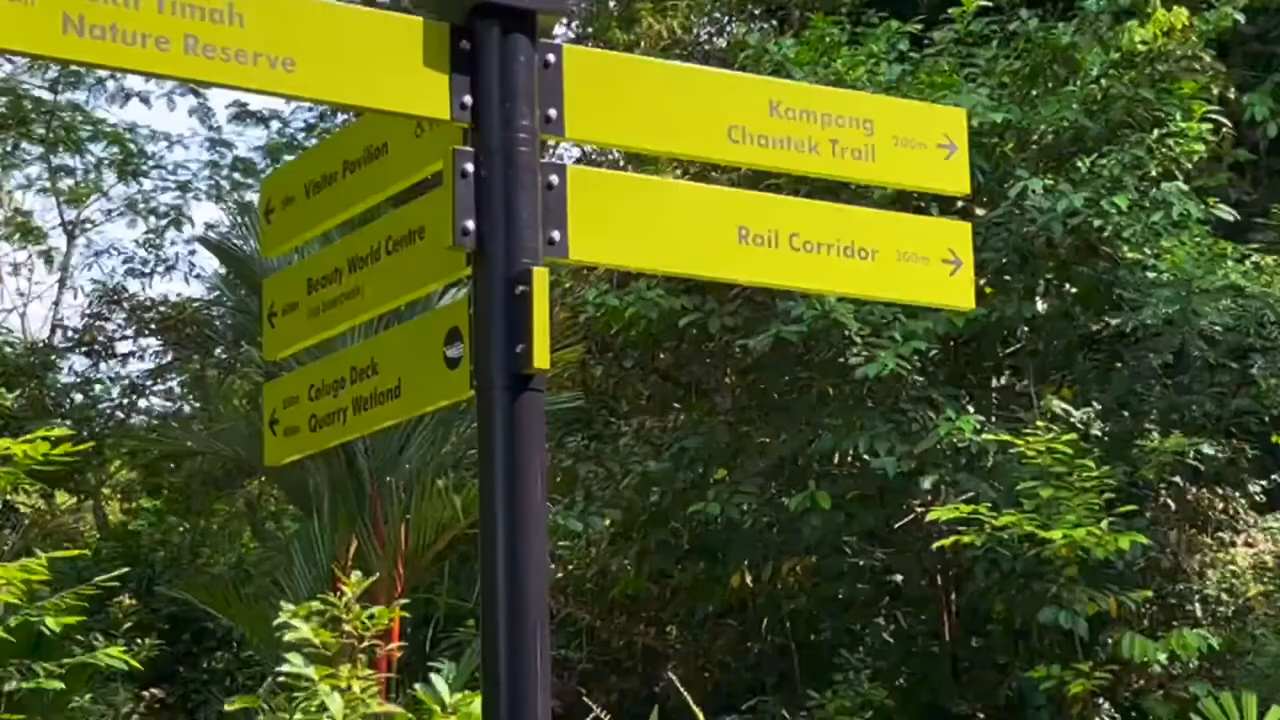 Timah
Nature Reserve
Kampong
Chantek Trail
200m
Visitor Pavilion
Beauty World Centre
Rail Corridor
300m
Colugo Deck
Quarry Wetland